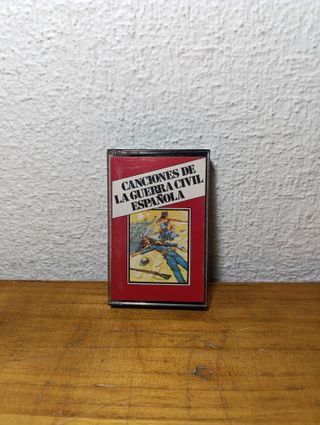 CANCIONES DE
LA GUERRA CIVIL
ESPAÑOLA